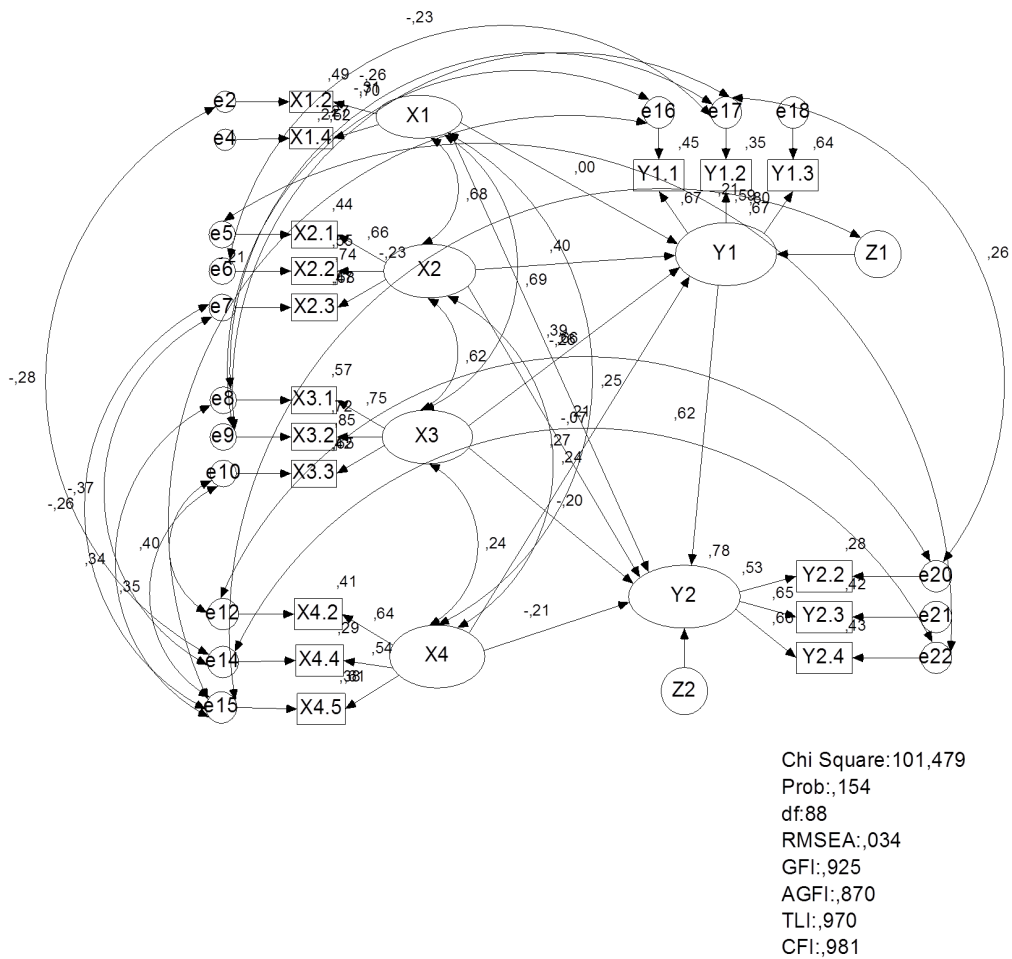 -,23
,49
-,26
e2
X1.2
X1
e16
e17
e18
e4
X1.4
,45
,35
,64
,00
Y1.1
Y1.2
Y1.3
,68
,44
,67
,67
e5
X2.1
,66
,40
Y1
Z1
,74
-,23
X2
,26
e6
X2.2
,69
e7
X2.3
,39
,62
,57
,25
-,28
e8
X3.1
,75
,62
,85
-,07
e9
X3.2
X3
,27
,24
e10
X3.3
-,37
-,26
-,20
,40
,24
,78
,28
,34
,53
Y2.2
e20
,35
,41
,65
,42
Y2
e12
X4.2
,64
-,21
Y2.3
e21
,29
,43
e14
X4.4
,54
X4
Y2.4
e22
Z2
e15
X4.5
Chi Square:101,479
Prob:,154
df:88
RMSEA:,034
GFI:,925
AGFI:,870
TLI:,970
CFI:,981